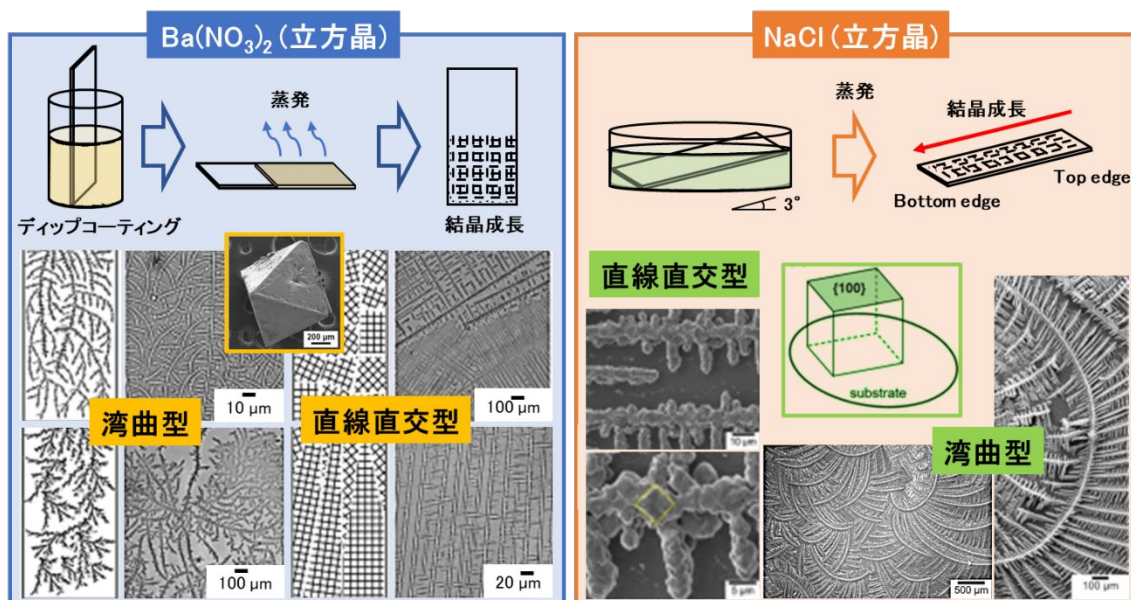 Ba(NO3)2(立方晶)
蒸発
ディップコーティング
結晶成長
200 μm
10 μm
100 μm
湾曲型
直線直交型
100 μm
20 μm
NaCl(立方晶)
蒸発
結晶成長
3°
Top edge
Bottom edge
直線直交型
{100}
substrate
10 μm
湾曲型
5 μm
500 μm
100 μm